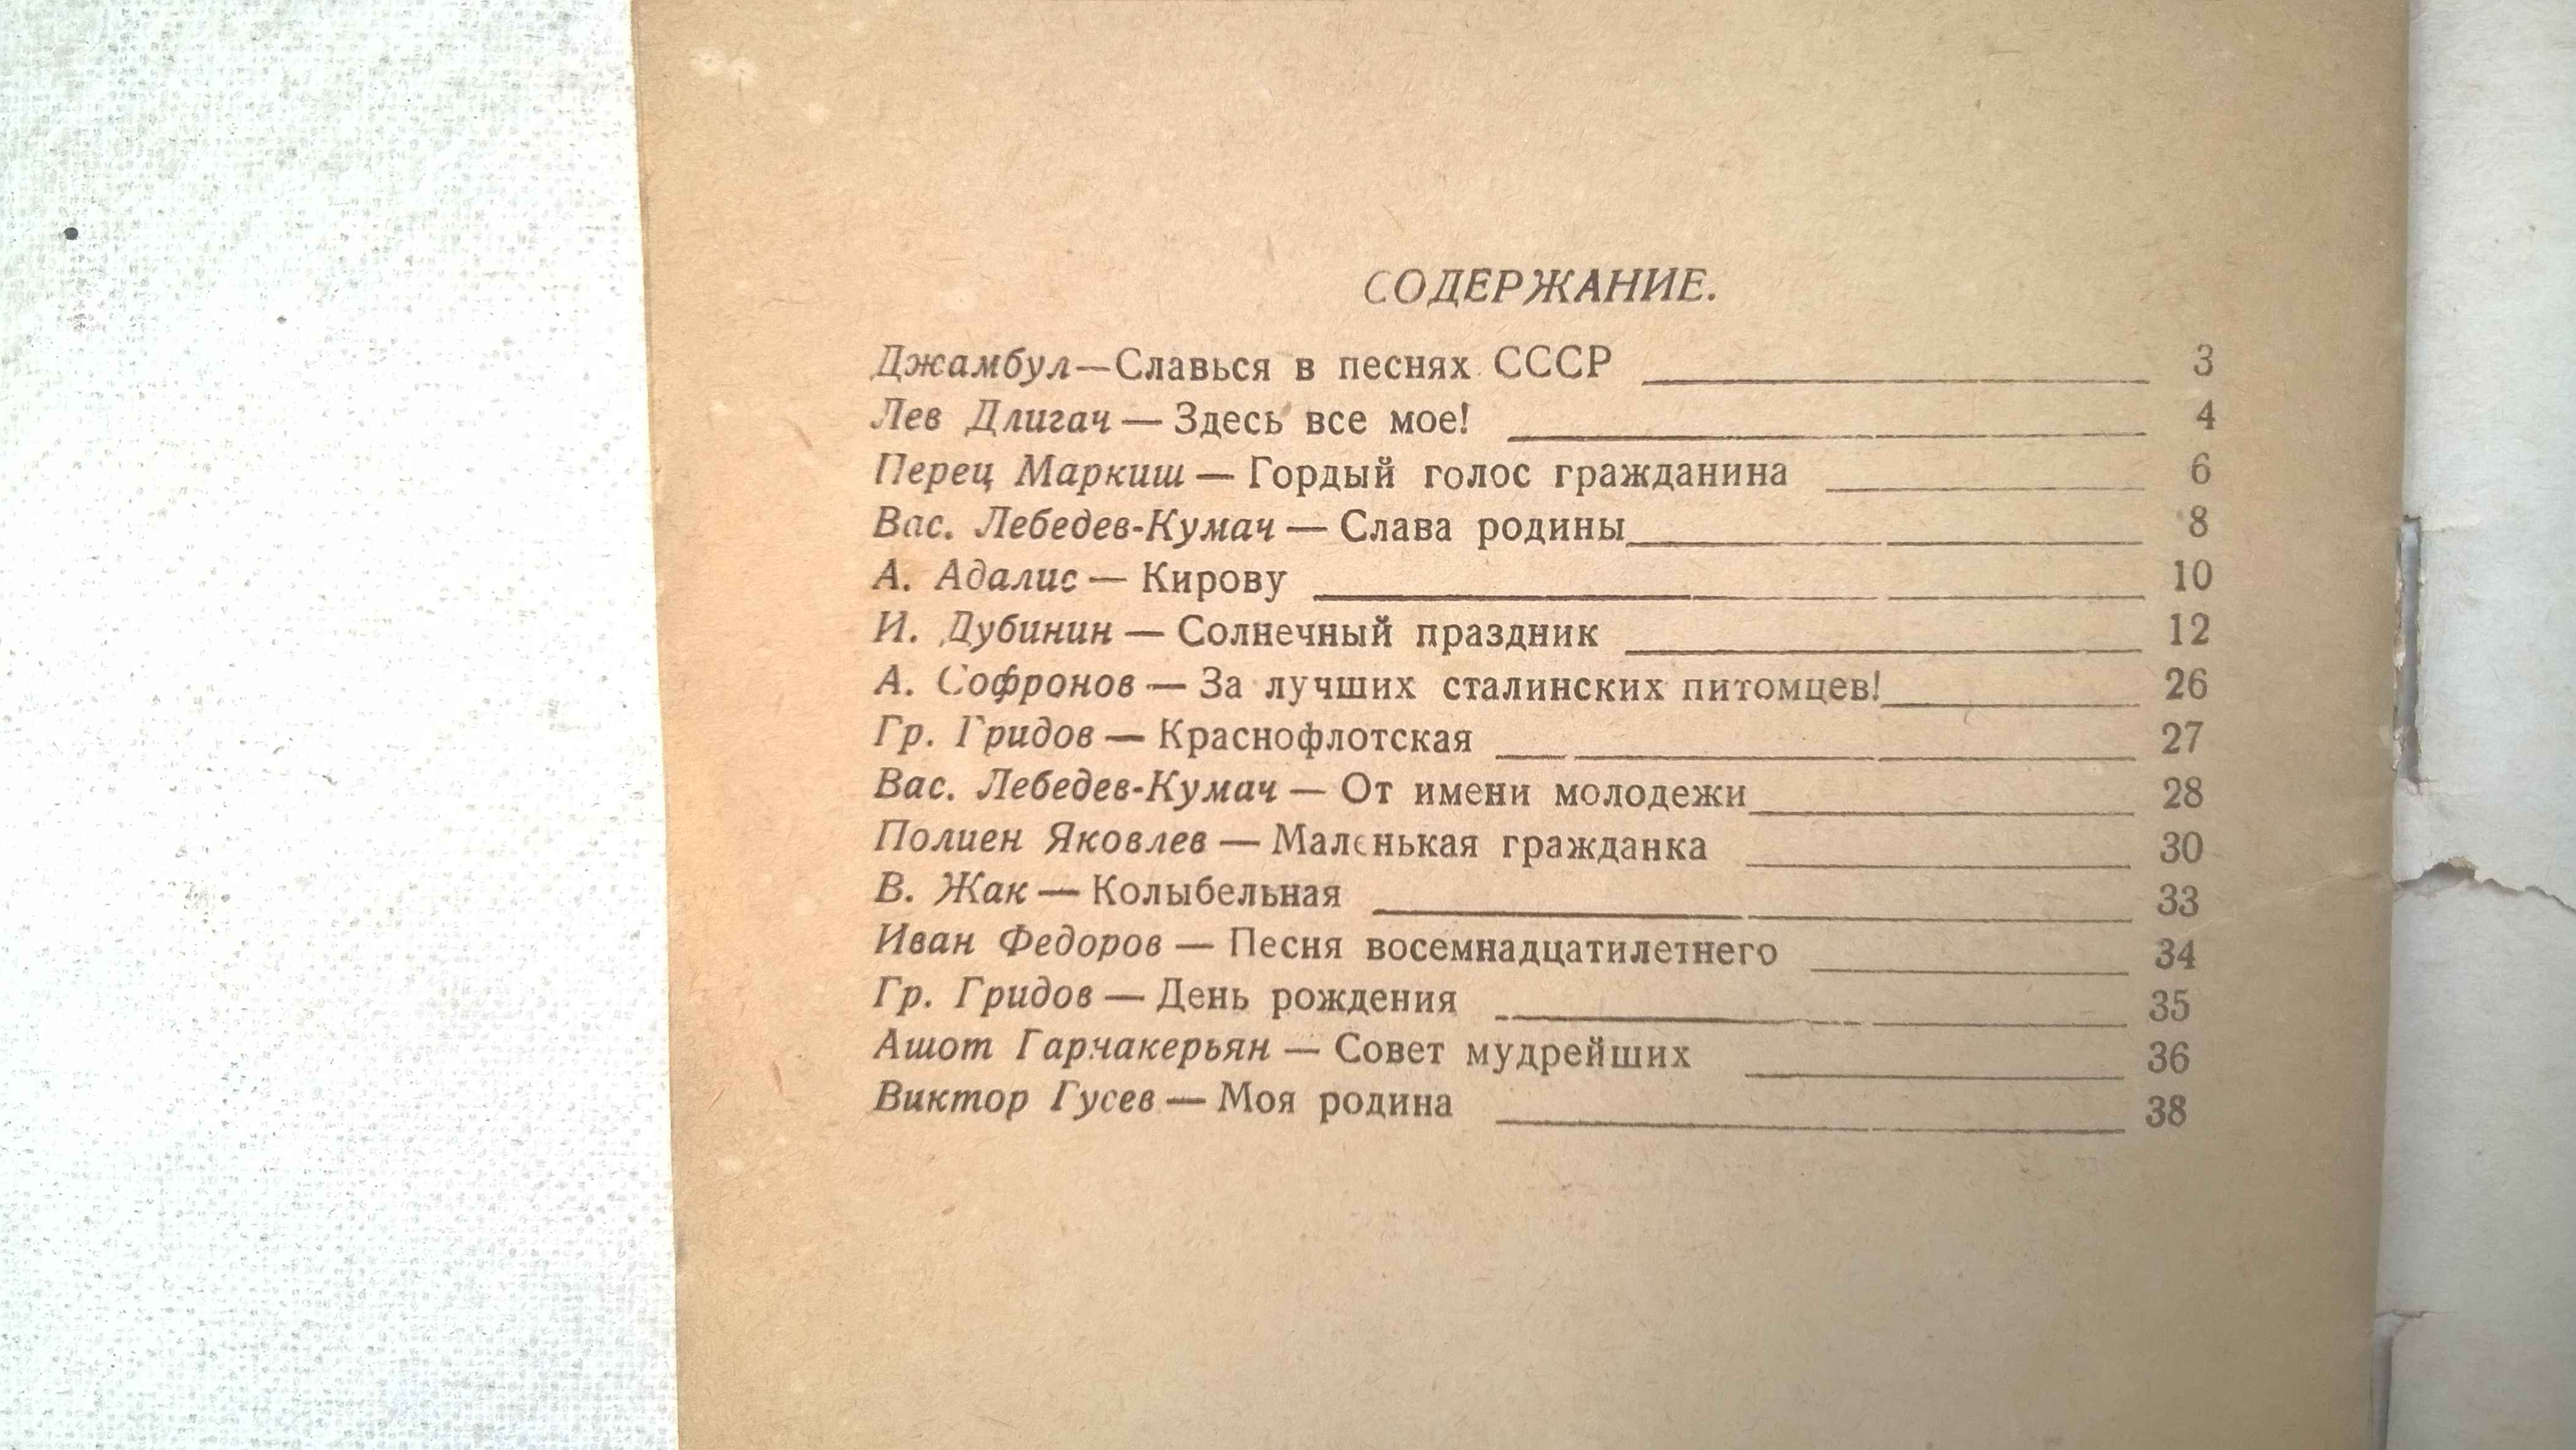 СОДЕРЖАНИЕ.
Джамбул—Славься в песнях СССР 3
Лев Длигач — Здесь все мое! 4
Перец Маркиш — Гордый голос гражданина 6
Вас. Лебедев-Кумач — Слава родины 8
А. Адалис — Кирову 10
И. Дубинин — Солнечный праздник 12
А. Софронов — За лучших сталинских питомцев! 26
Гр. Гридов — Краснофлотская 27
Вас. Лебедев-Кумач — От имени молодежи 28
Полиен Яковлев — Маленькая гражданка 30
В. Жак — Колыбельная 33
Иван Федоров — Песня восемнадцатилетнего 34
Гр. Гридов — День рождения 35
Ашот Гарнакерьян — Совет мудрейших 36
Виктор Гусев — Моя родина 38